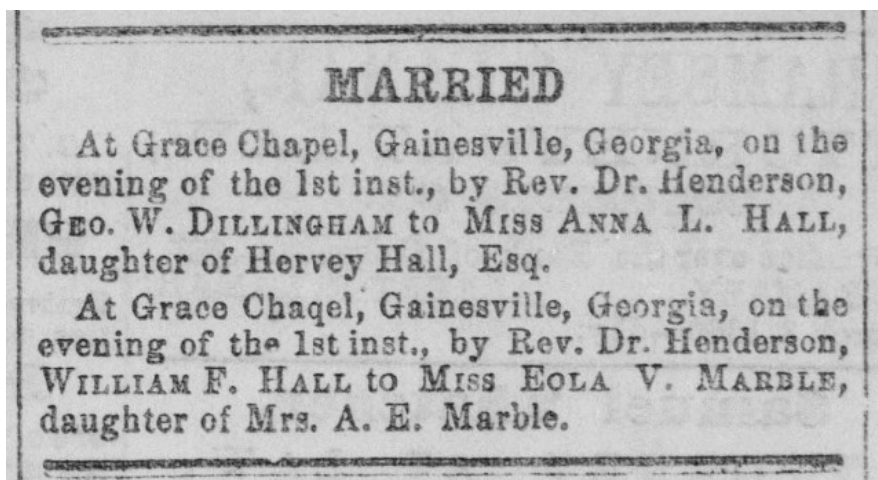 MARRIED
At Grace Chapel, Gainesville, Georgia, on the
evening of the 1st inst., by Rev. Dr. Henderson,
GEO. W. DILLINGHAM to MISS ANNA L. HALL,
daughter of Hervey Hall, Esq.
At Grace Chaqel, Gainesville, Georgia, on the
evening of the 1st inst., by Rev. Dr. Henderson,
WILLIAM F. HALL to MISS EOLA V. MARBLE,
daughter of Mrs. A. E. Marble.